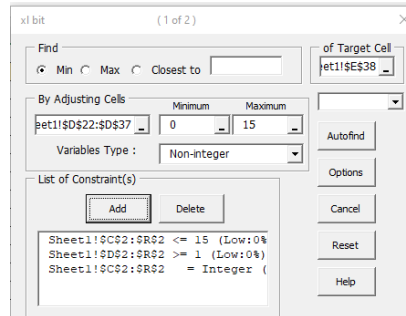 xl bit (1 of 2)
Find
Min Max Closest to
of Target Cell
et1!$E$38
By Adjusting Cells
Minimum Maximum
eet1!$D$22:$D$37 0 15
Variables Type : Non-integer
Autofind
Options
List of Constraint(s)
Add Delete
Cancel
Sheet1!$C$2:$R$2 <= 15 (Low:0%
Sheet1!$D$2:$R$2 >= 1 (Low:0%)
Sheet1!$C$2:$R$2 = Integer (
Reset
Help